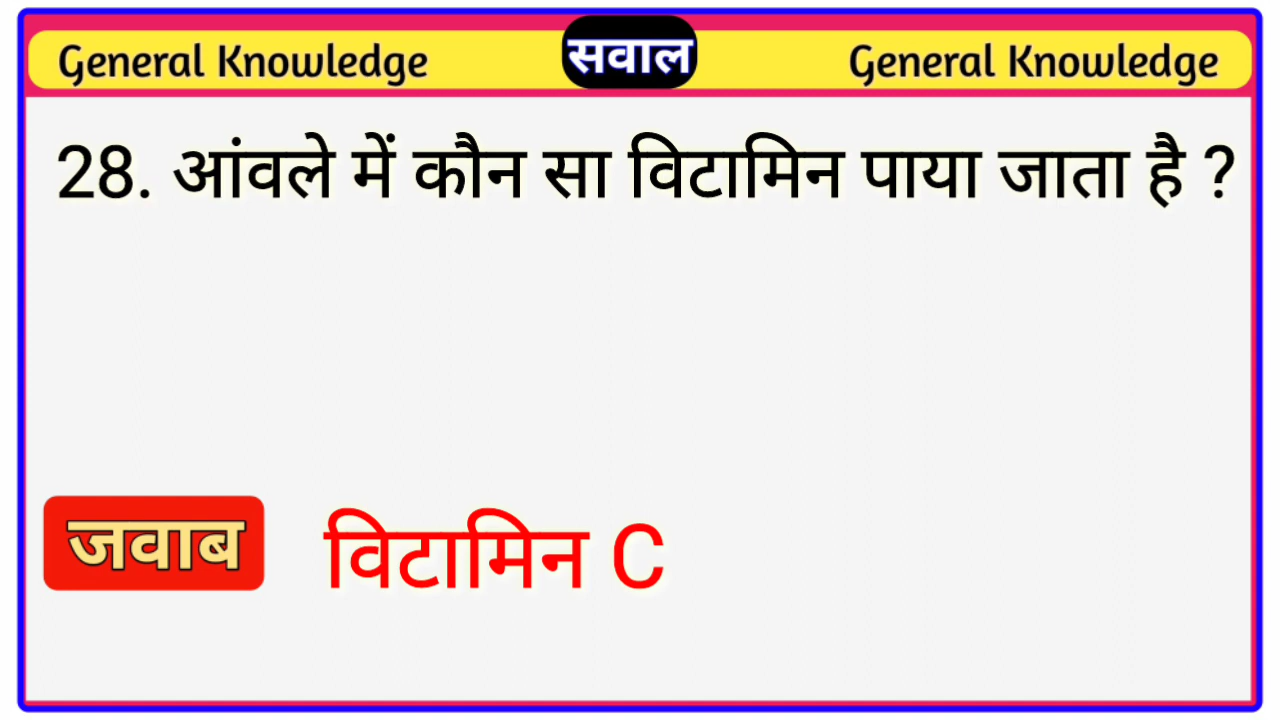 General Knowledge सवाल General Knowledge
28. आंवले में कौन सा विटामिन पाया जाता है ?
जवाब विटामिन C